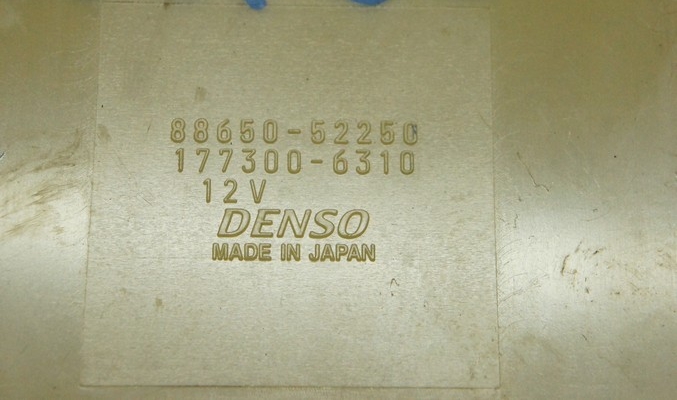 88650-52250
177300-6310
12V
DENSO
MADE IN JAPAN